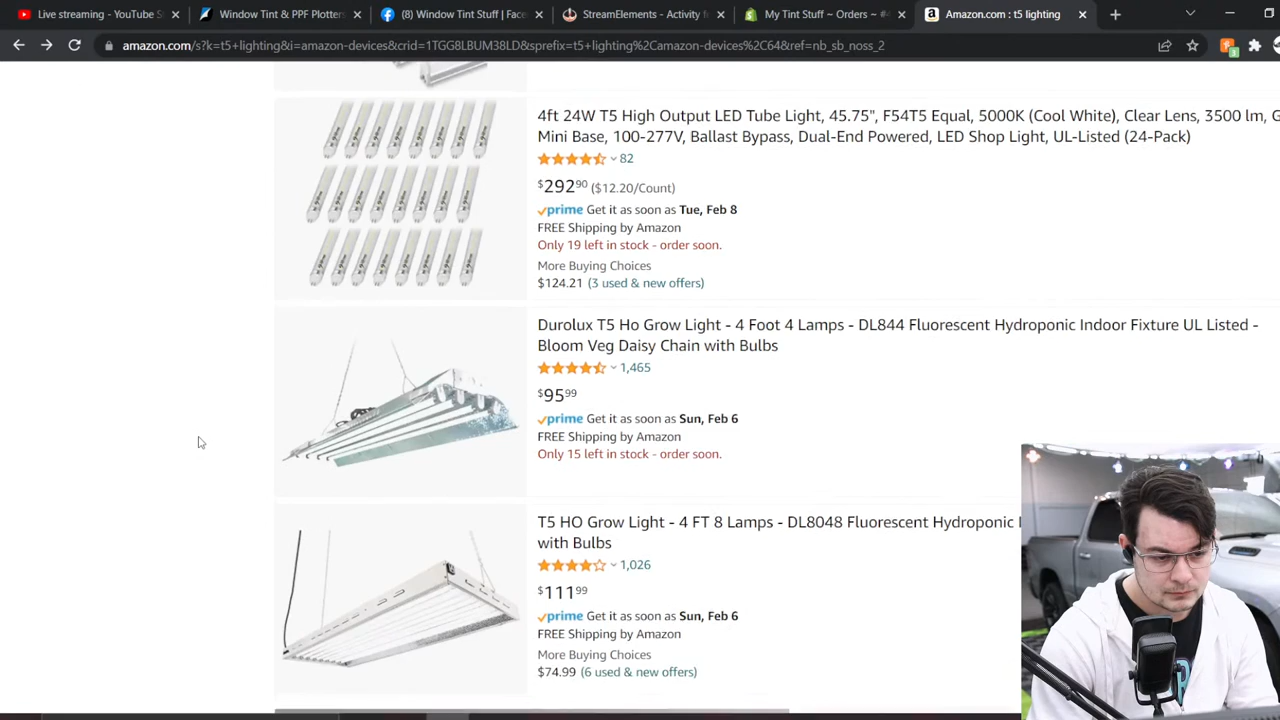 Live streaming - YouTube S
Window Tint & PPF Plotters
(8) Window Tint Stuff | Face
StreamElements - Activity f
My Tint Stuff ~ Orders ~ #
Amazon.com : t5 lighting
amazon.com/s?k=t5+lighting&i=amazon-devices&crid=1TGG8LBUM38LD&sprefix=t5+lighting%2Camazon-devices%2C64&ref=nb_sb_noss_2
4ft 24W T5 High Output LED Tube Light, 45.75", F54T5 Equal, 5000K (Cool White), Clear Lens, 3500 lm, G
Mini Base, 100-277V, Ballast Bypass, Dual-End Powered, LED Shop Light, UL-Listed (24-Pack)
82
$292 90 ($12.20/Count)
prime Get it as soon as Tue, Feb 8
FREE Shipping by Amazon
Only 19 left in stock - order soon.
More Buying Choices
$124.21 (3 used & new offers)
Durolux T5 Ho Grow Light - 4 Foot 4 Lamps - DL844 Fluorescent Hydroponic Indoor Fixture UL Listed -
Bloom Veg Daisy Chain with Bulbs
1,465
$95 99
prime Get it as soon as Sun, Feb 6
FREE Shipping by Amazon
Only 15 left in stock - order soon.
T5 HO Grow Light - 4 FT 8 Lamps - DL8048 Fluorescent Hydroponic
with Bulbs
1,026
$111 99
prime Get it as soon as Sun, Feb 6
FREE Shipping by Amazon
More Buying Choices
$74.99 (6 used & new offers)